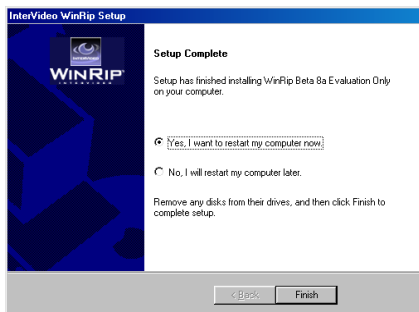 InterVideo WinRip Setup
INTERVIDEO
WINRIP
INTERVIDEO
Setup Complete
Setup has finished installing WinRip Beta 8a Evaluation Only
on your computer.
Yes, I want to restart my computer now.
No, I will restart my computer later.
Remove any disks from their drives, and then click Finish to
complete setup.
< Back
Finish